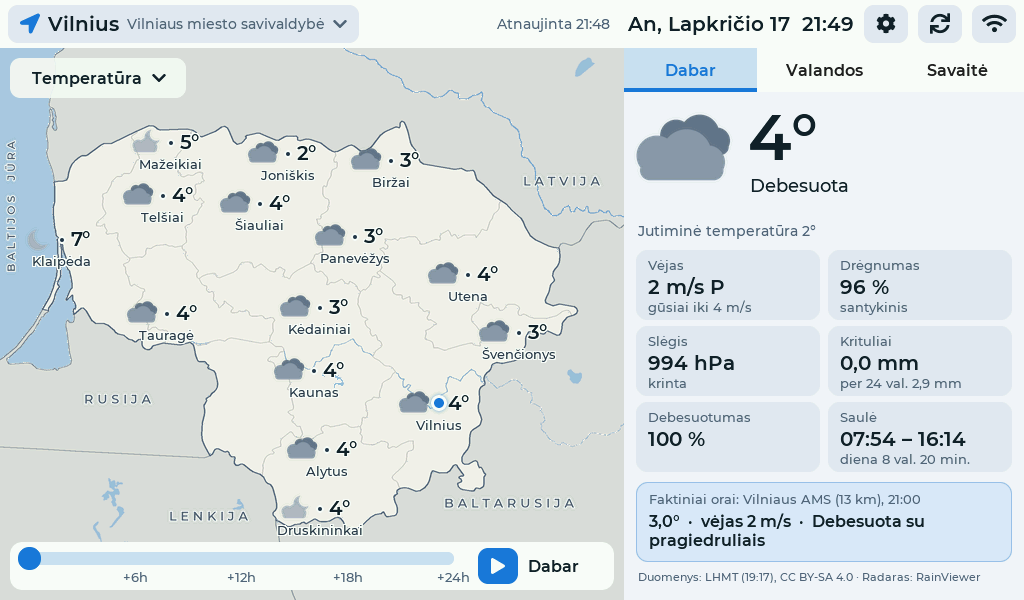 Vilnius Vilniaus miesto savivaldybė
Atnaujinta 21:48
An, Lapkričio 17 21:49
Temperatūra
BALTIJOS JŪRA
LATVIJA
RUSIJA
LENKIJA
BALTARUSIJA
5°
Mažeikiai
2°
Joniškis
3°
Biržai
4°
Telšiai
4°
Šiauliai
7°
Klaipėda
3°
Panevėžys
4°
Utena
4°
Tauragė
3°
Kėdainiai
3°
Švenčionys
4°
Kaunas
4°
Vilnius
4°
Alytus
4°
Druskininkai
+6h
+12h
+18h
+24h
Dabar
Dabar
Valandos
Savaitė
4°
Debesuota
Jutiminė temperatūra 2°
Vėjas
2 m/s P
gūsiai iki 4 m/s
Drėgnumas
96 %
santykinis
Slėgis
994 hPa
krinta
Krituliai
0,0 mm
per 24 val. 2,9 mm
Debesuotumas
100 %
Saulė
07:54 – 16:14
diena 8 val. 20 min.
Faktiniai orai: Vilniaus AMS (13 km), 21:00
3,0° · vėjas 2 m/s · Debesuota su
pragiedruliais
Duomenys: LHMT (19:17), CC BY-SA 4.0 · Radaras: RainViewer